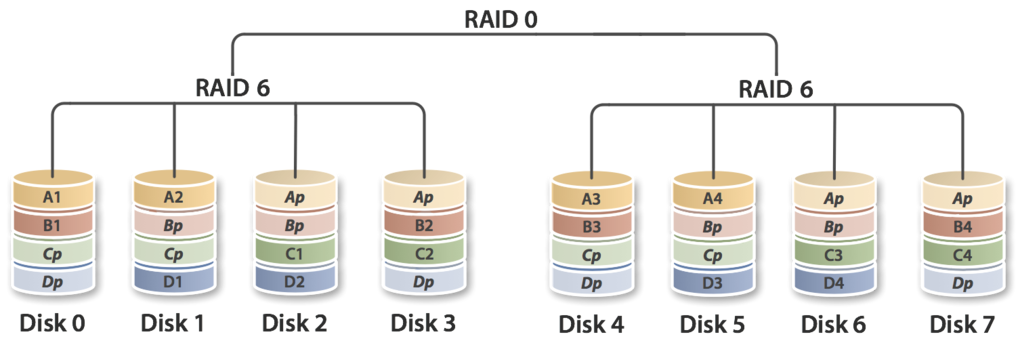 RAID 0
RAID 6 RAID 6
A1 A2 Ap Ap A3 A4 Ap Ap
B1 Bp Bp B2 B3 Bp Bp B4
Cp Cp C1 C2 Cp Cp C3 C4
Dp D1 D2 Dp Dp D3 D4 Dp
Disk 0 Disk 1 Disk 2 Disk 3 Disk 4 Disk 5 Disk 6 Disk 7